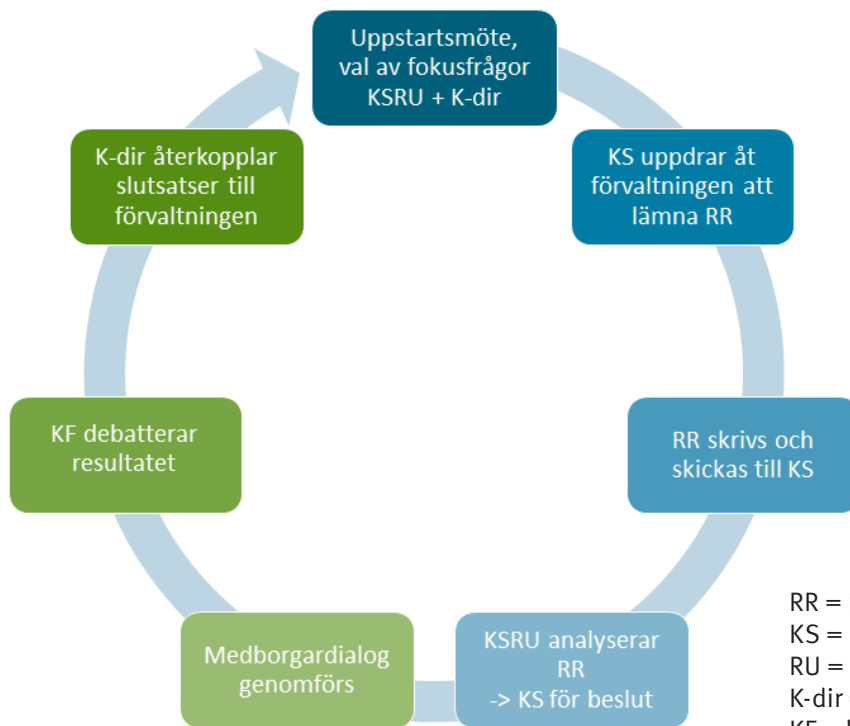 Uppstartsmöte,
val av fokusfrågor
KSRU + K-dir
KS uppdrar åt
förvaltningen att
lämna RR
RR skrivs och
skickas till KS
KSRU analyserar
RR
-> KS för beslut
Medborgardialog
genomförs
KF debatterar
resultatet
K-dir återkopplar
slutsatser till
förvaltningen
RR =
KS =
RU =
K-dir